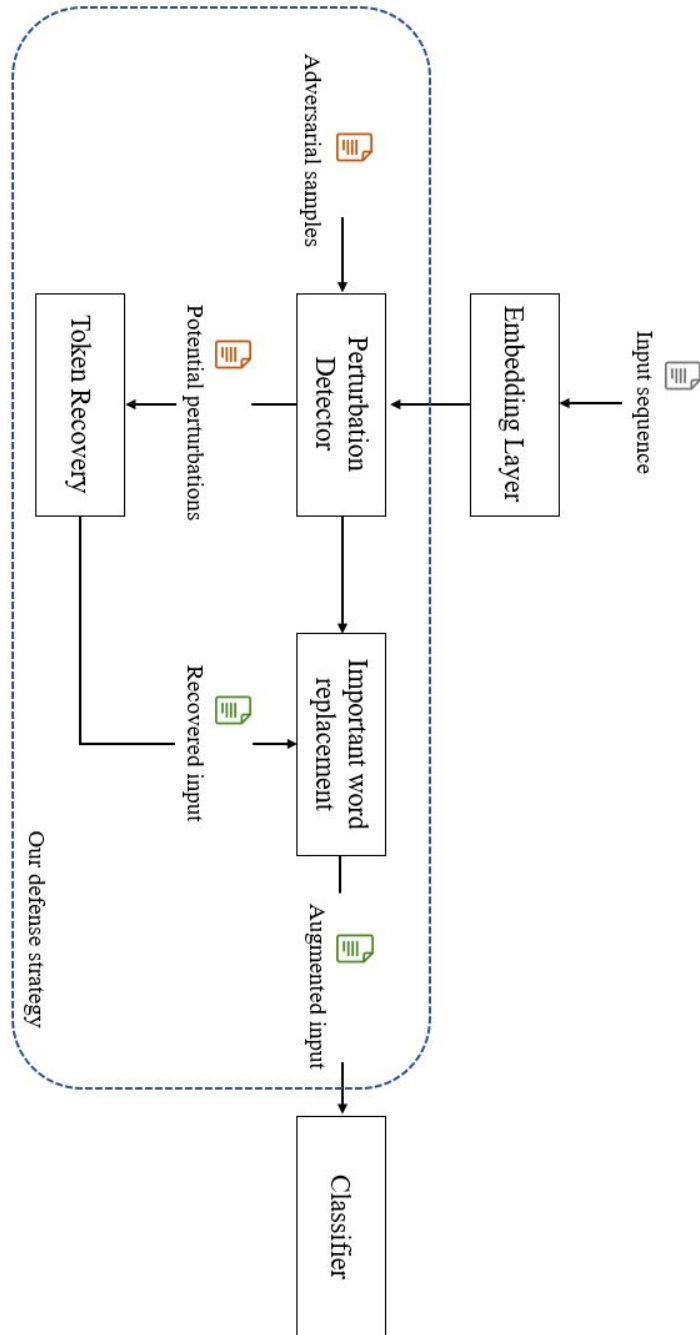 Input sequence
Embedding Layer
Adversarial samples
Perturbation
Detector
Important word
replacement
Augmented input
Classifier
Potential perturbations
Recovered input
Token Recovery
Our defense strategy